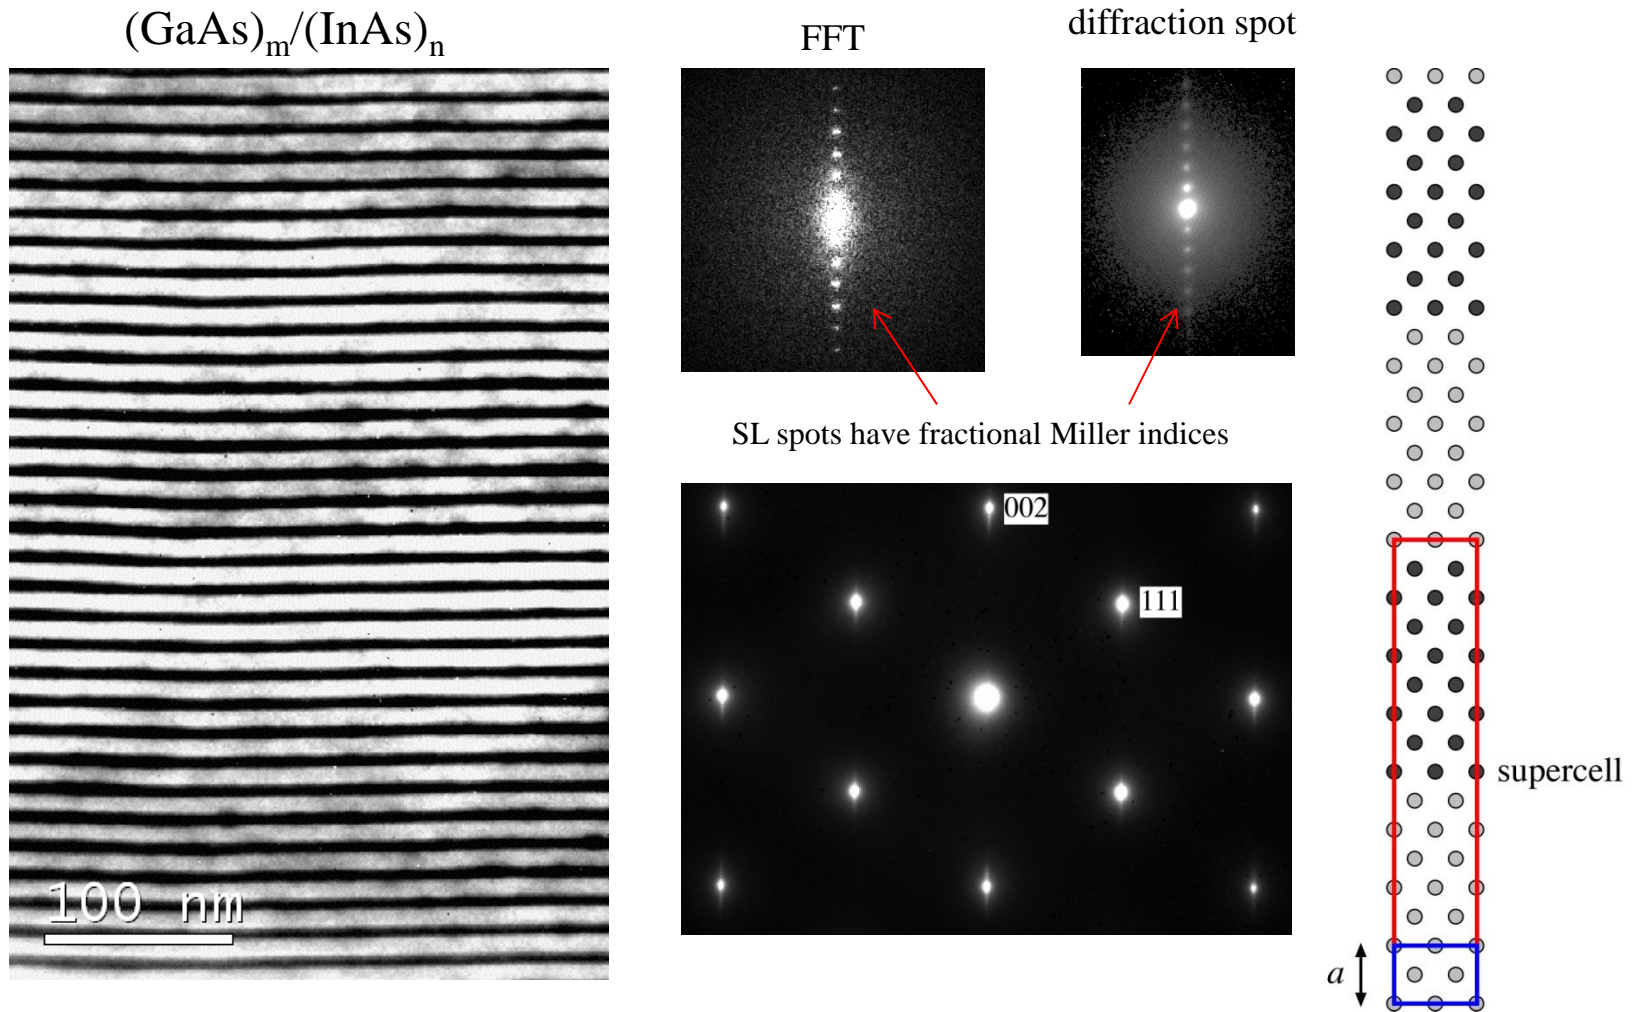 (GaAs)m/(InAs)n
FFT
diffraction spot
SL spots have fractional Miller indices
002
111
supercell
a
100 nm